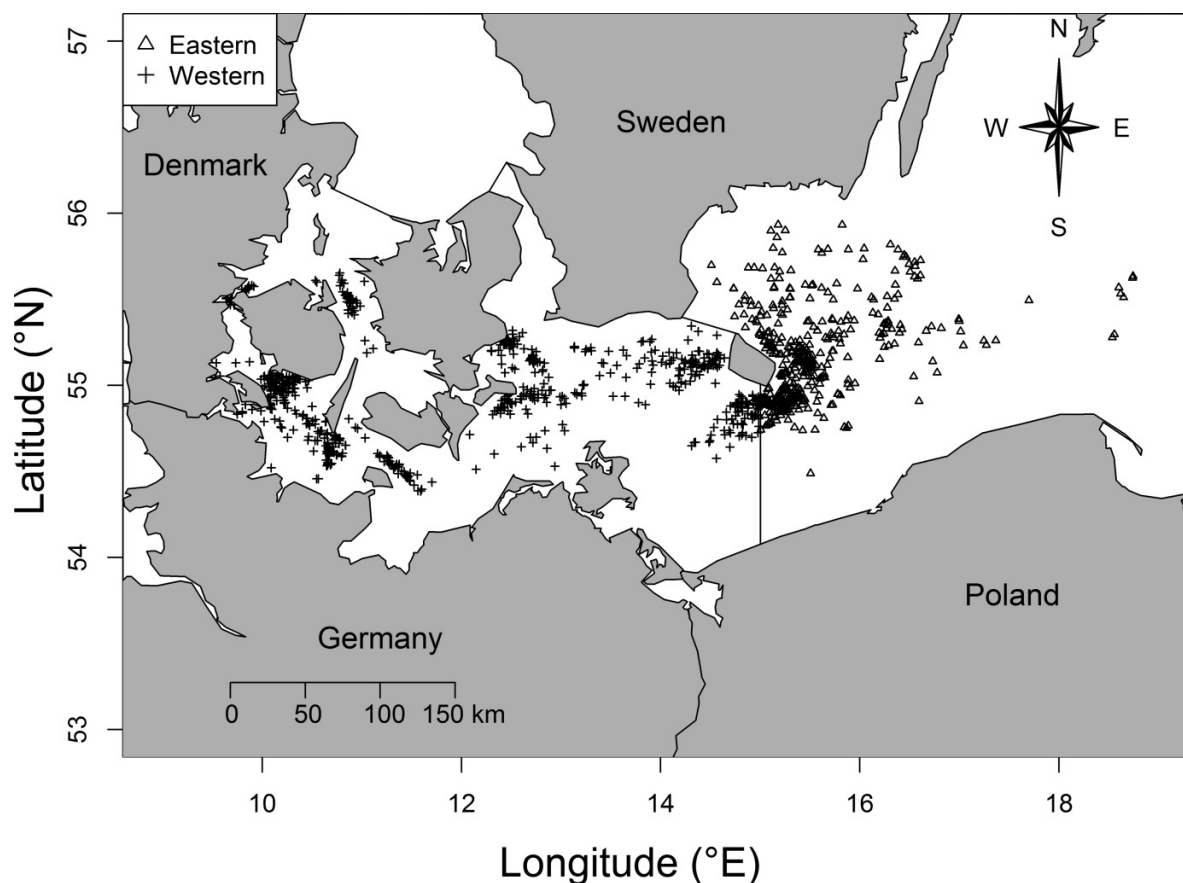 Eastern
Western
N
W E
S
Denmark
Sweden
Germany
Poland
0 50 100 150 km
57
56
55
54
53
Latitude (°N)
10 12 14 16 18
Longitude (°E)